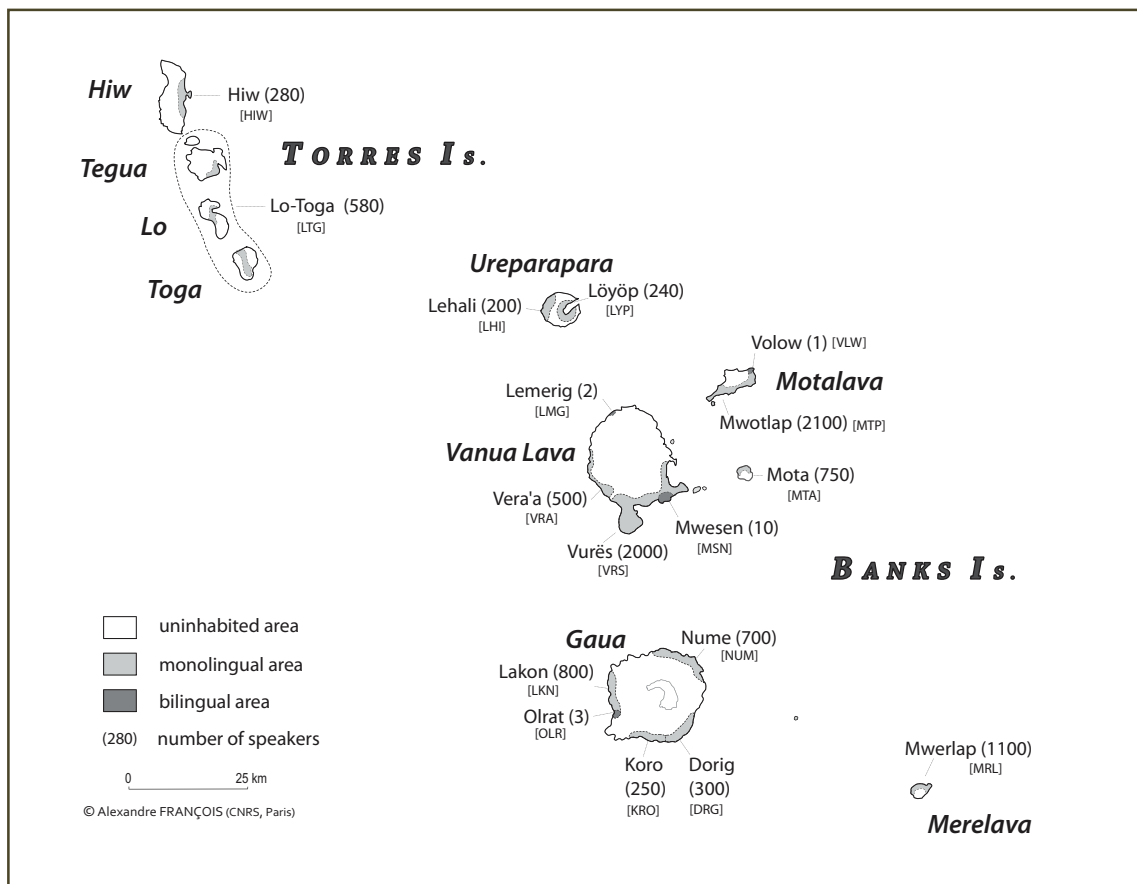 Hiw
Hiw (280)
[HIW]
TORRES Is.
Tegua
Lo-Toga (580)
[LTG]
Lo
Toga
Ureparapara
Löyöp (240)
[LYP]
Lehali (200)
[LHI]
Volow (1) [VLW]
Motalava
Mwotlap (2100) [MTP]
Lemerig (2)
[LMG]
Vanua Lava
Mota (750)
[MTA]
Vera'a (500)
[VRA]
Mwesen (10)
[MSN]
Vurës (2000)
[VRS]
BANKS Is.
uninhabited area
monolingual area
bilingual area
(280) number of speakers
0 25 km
© Alexandre FRANÇOIS (CNRS, Paris)
Gaua
Nume (700)
[NUM]
Lakon (800)
[LKN]
Olrat (3)
[OLR]
Koro
(250)
[KRO]
Dorig
(300)
[DRG]
Mwerlap (1100)
[MRL]
Merelava